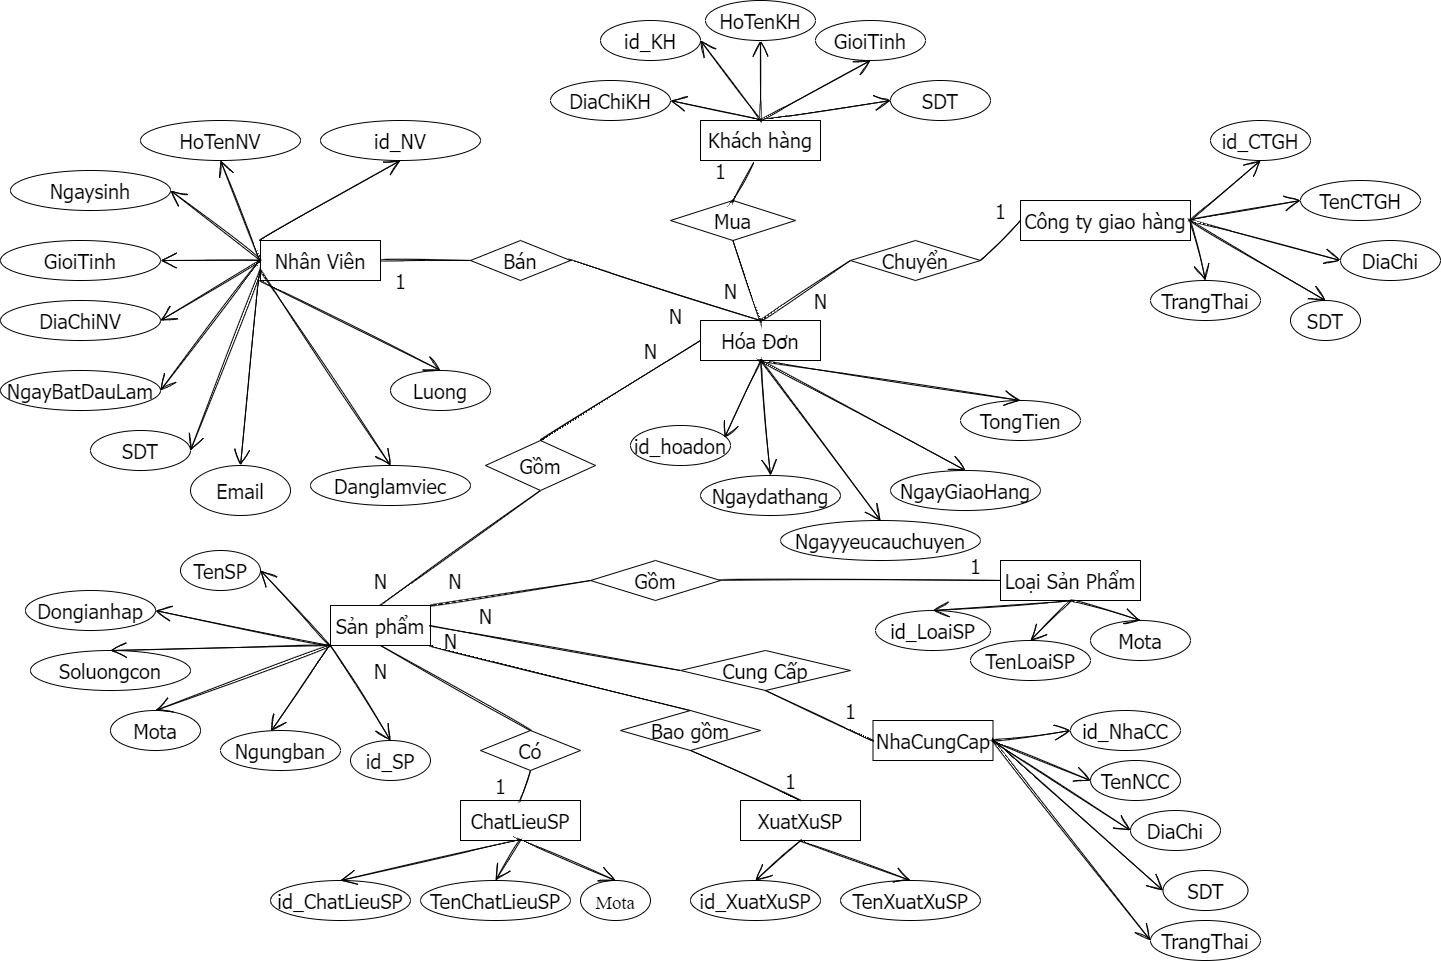 HoTenKH
id_KH
GioiTinh
DiaChiKH
SDT
Khách hàng
1
Mua
N
HoTenNV
id_NV
Ngaysinh
GioiTinh
DiaChiNV
NgayBatDauLam
SDT
Email
Danglamviec
Luong
Nhân Viên
1
Bán
N
id_CTGH
TenCTGH
DiaChi
SDT
TrangThai
Công ty giao hàng
1
Chuyển
N
Hóa Đơn
N
id_hoadon
Ngaydathang
Ngayyeucauchuyen
NgayGiaoHang
TongTien
Gồm
N
TenSP
Dongianhap
Soluongcon
Mota
Ngungban
id_SP
Sản phẩm
N
Gồm
1
Loại Sản Phẩm
id_LoaiSP
TenLoaiSP
Mota
N
Cung Cấp
1
NhaCungCap
id_NhaCC
TenNCC
DiaChi
SDT
TrangThai
N
Bao gồm
1
XuatXuSP
id_XuatXuSP
TenXuatXuSP
N
Có
1
ChatLieuSP
id_ChatLieuSP
TenChatLieuSP
Mota